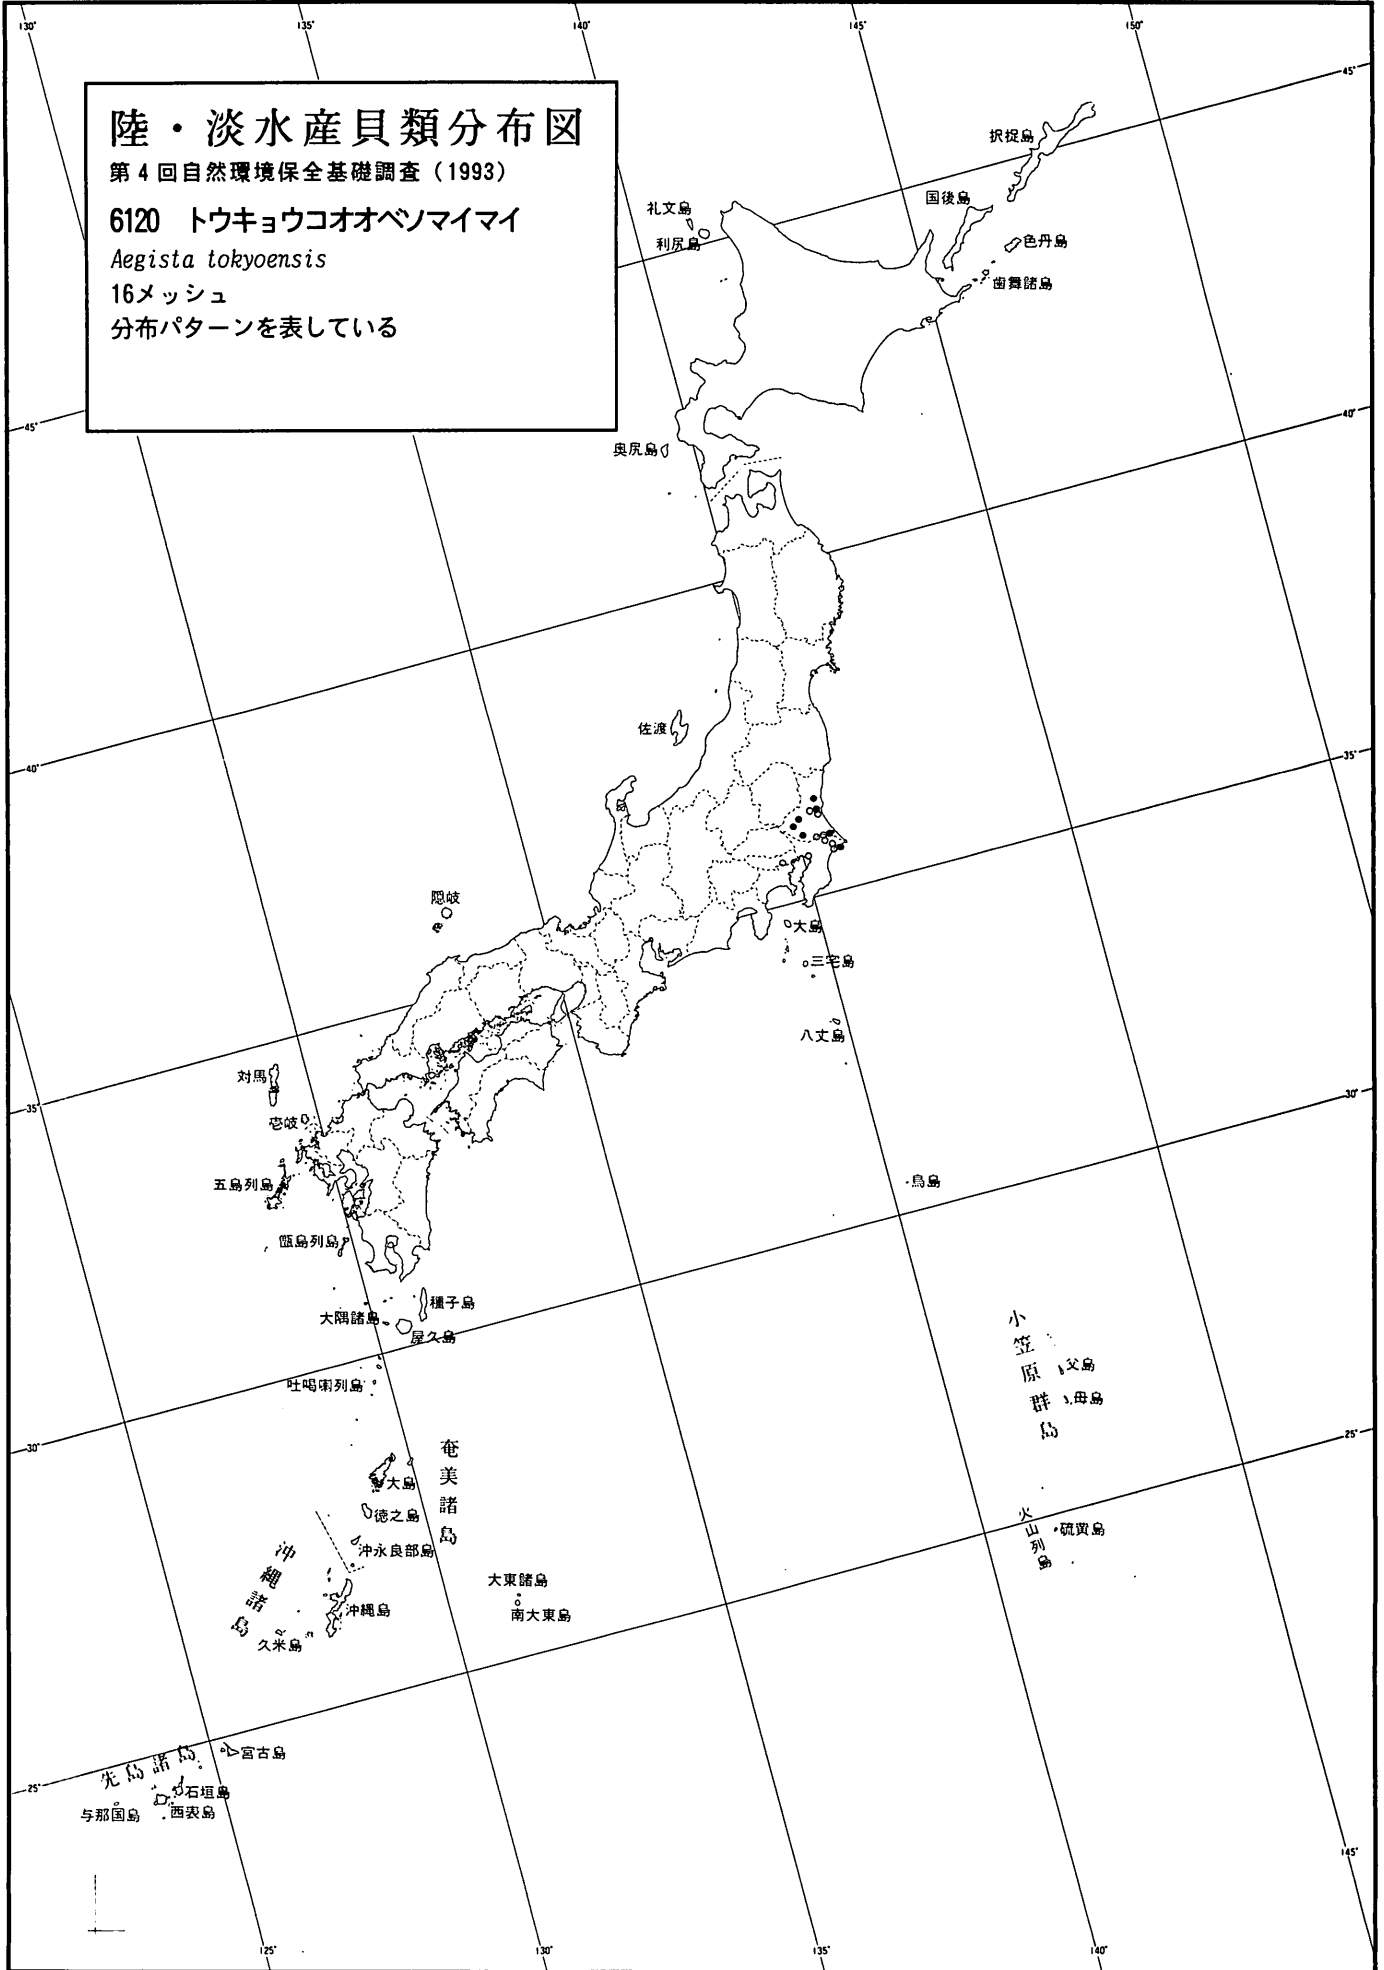 130°
135°
140°
145°
150°
陸・淡水産貝類分布図
第4回自然環境保全基礎調査（1993）
6120 トウキョウコオオベソマイマイ
Aegista tokyoensis
16メッシュ
分布パターンを表している
45°
択捉島
国後島
礼文島
利尻島
色丹島
歯舞諸島
40°
45°
奥尻島
佐渡
35°
40°
隠岐
大島
三宅島
八丈島
対馬
30°
35°
壱岐
五島列島
鳥島
甑島列島
種子島
大隅諸島
屋久島
小笠原群島
父島
母島
吐喝喇列島
25°
30°
奄美諸島
大島
徳之島
火山列島
硫黄島
沖永良部島
沖縄諸島
大東諸島
南大東島
沖縄島
久米島
先島諸島
宮古島
25°
石垣島
西表島
与那国島
145°
125°
130°
135°
140°